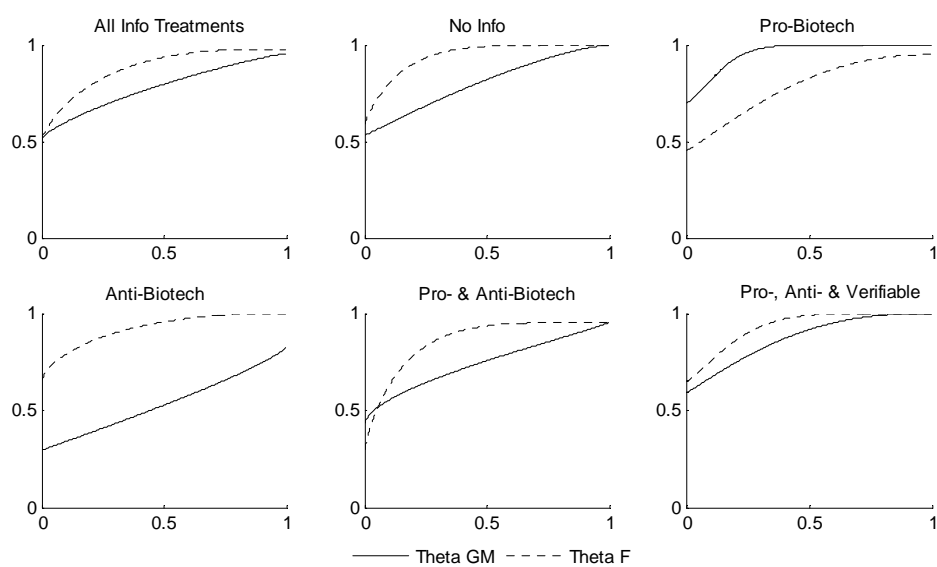 All Info Treatments No Info Pro-Biotech
1 1 1
0.5 0.5 0.5
0 0 0
0 0.5 1 0 0.5 1 0 0.5 1
Anti-Biotech Pro- & Anti-Biotech Pro-, Anti- & Verifiable
1 1 1
0.5 0.5 0.5
0 0 0
0 0.5 1 0 0.5 1 0 0.5 1
Theta GM Theta F